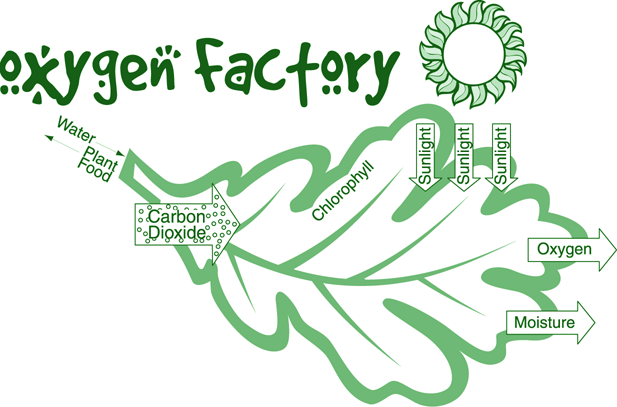 oxygen factory
Water
Plant
Food
Carbon
Dioxide
Chlorophyll
Sunlight
Sunlight
Sunlight
Oxygen
Moisture